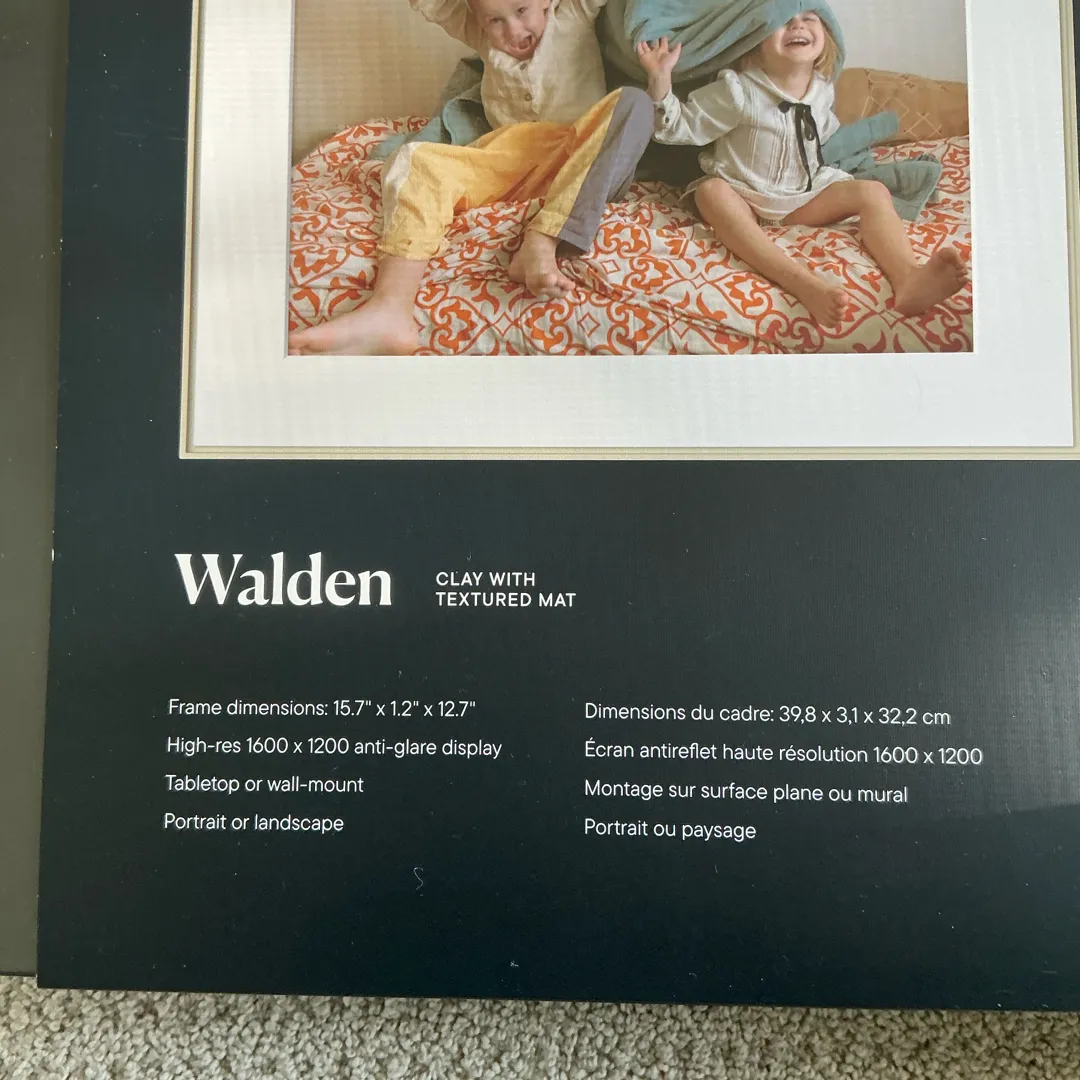 Walden
CLAY WITH
TEXTURED MAT
Frame dimensions: 15.7" x 1.2" x 12.7"
High-res 1600 x 1200 anti-glare display
Tabletop or wall-mount
Portrait or landscape
Dimensions du cadre: 39,8 x 3,1 x 32,2 cm
Écran antireflet haute résolution 1600 x 1200
Montage sur surface plane ou mural
Portrait ou paysage